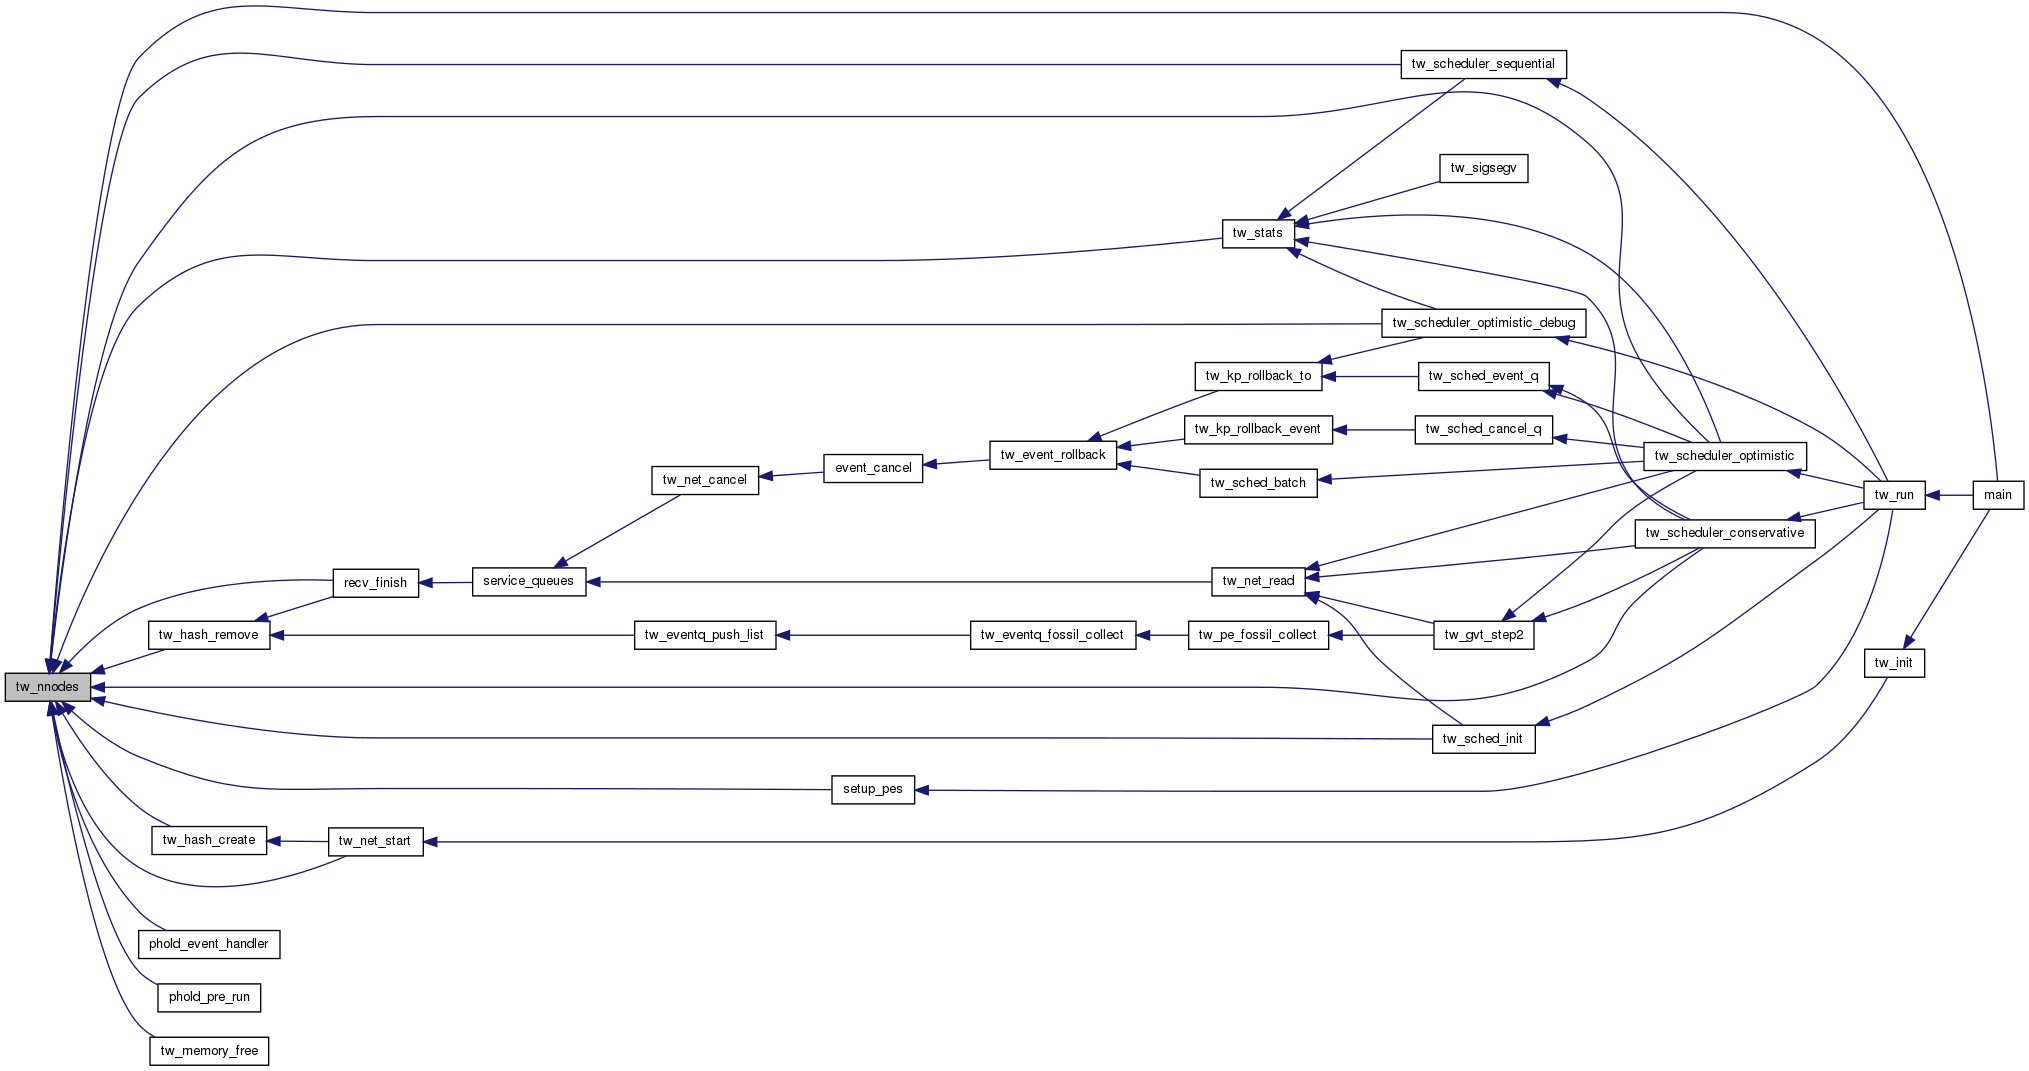 tw_scheduler_sequential
tw_sigsegv
tw_stats
tw_scheduler_optimistic_debug
tw_kp_rollback_to
tw_sched_event_q
tw_kp_rollback_event
tw_sched_cancel_q
tw_event_rollback
tw_scheduler_optimistic
event_cancel
tw_net_cancel
tw_sched_batch
tw_run
main
tw_scheduler_conservative
recv_finish
service_queues
tw_net_read
tw_hash_remove
tw_eventq_push_list
tw_eventq_fossil_collect
tw_pe_fossil_collect
tw_gvt_step2
tw_init
tw_nnodes
tw_sched_init
setup_pes
tw_hash_create
tw_net_start
phold_event_handler
phold_pre_run
tw_memory_free